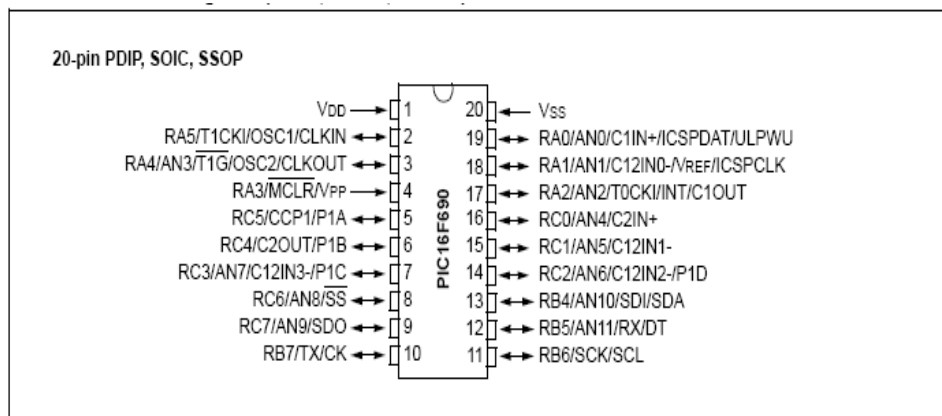 20-pin PDIP, SOIC, SSOP
VDD 1 20 VSS
RA5/T1CKI/OSC1/CLKIN 2 19 RA0/AN0/C1IN+/ICSPDAT/ULPWU
RA4/AN3/T1G/OSC2/CLKOUT 3 18 RA1/AN1/C12IN0-/VREF/ICSPCLK
RA3/MCLR/VPP 4 17 RA2/AN2/T0CKI/INT/C1OUT
RC5/CCP1/P1A 5 16 RC0/AN4/C2IN+
RC4/C2OUT/P1B 6 15 RC1/AN5/C12IN1-
RC3/AN7/C12IN3-/P1C 7 14 RC2/AN6/C12IN2-/P1D
RC6/AN8/SS 8 13 RB4/AN10/SDI/SDA
RC7/AN9/SDO 9 12 RB5/AN11/RX/DT
RB7/TX/CK 10 11 RB6/SCK/SCL
PIC16F690